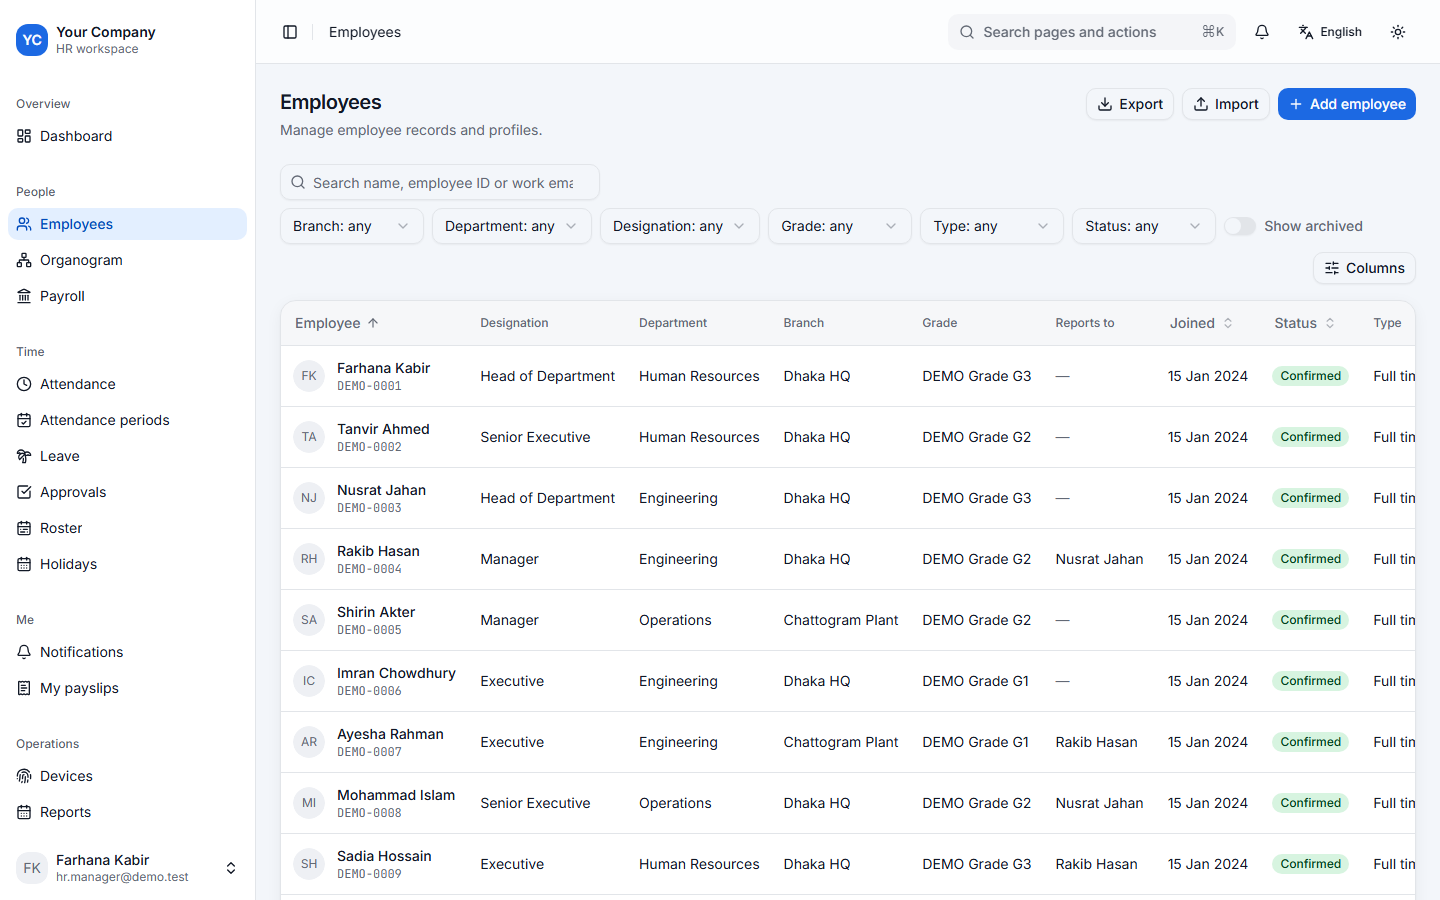 YC
Your Company
HR workspace
Overview
Dashboard
People
Employees
Organogram
Payroll
Time
Attendance
Attendance periods
Leave
Approvals
Roster
Holidays
Me
Notifications
My payslips
Operations
Devices
Reports
FK
Farhana Kabir
hr.manager@demo.test
Employees
Search pages and actions ⌘K
English
Employees
Manage employee records and profiles.
Export
Import
Add employee
Search name, employee ID or work ema
Branch: any
Department: any
Designation: any
Grade: any
Type: any
Status: any
Show archived
Columns
Employee Designation Department Branch Grade Reports to Joined Status Type
FK Farhana Kabir DEMO-0001 Head of Department Human Resources Dhaka HQ DEMO Grade G3 — 15 Jan 2024 Confirmed Full tim
TA Tanvir Ahmed DEMO-0002 Senior Executive Human Resources Dhaka HQ DEMO Grade G2 — 15 Jan 2024 Confirmed Full tim
NJ Nusrat Jahan DEMO-0003 Head of Department Engineering Dhaka HQ DEMO Grade G3 — 15 Jan 2024 Confirmed Full tim
RH Rakib Hasan DEMO-0004 Manager Engineering Dhaka HQ DEMO Grade G2 Nusrat Jahan 15 Jan 2024 Confirmed Full tim
SA Shirin Akter DEMO-0005 Manager Operations Chattogram Plant DEMO Grade G2 — 15 Jan 2024 Confirmed Full tim
IC Imran Chowdhury DEMO-0006 Executive Engineering Dhaka HQ DEMO Grade G1 — 15 Jan 2024 Confirmed Full tim
AR Ayesha Rahman DEMO-0007 Executive Engineering Chattogram Plant DEMO Grade G1 Rakib Hasan 15 Jan 2024 Confirmed Full tim
MI Mohammad Islam DEMO-0008 Senior Executive Operations Dhaka HQ DEMO Grade G2 Nusrat Jahan 15 Jan 2024 Confirmed Full tim
SH Sadia Hossain DEMO-0009 Executive Human Resources Dhaka HQ DEMO Grade G3 Rakib Hasan 15 Jan 2024 Confirmed Full tim